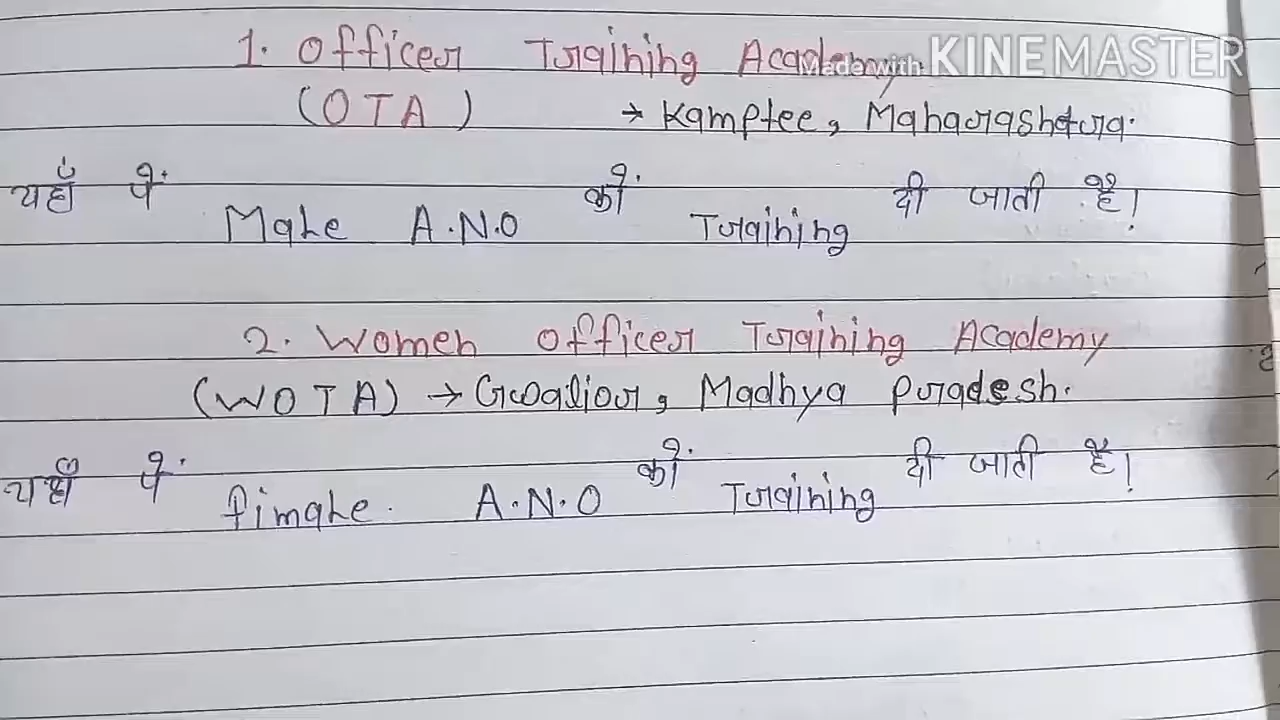 1. Officer Training Academy
Made with KINEMASTER
(OTA) → Kamptee, Maharashtra.
यहाँ पे Male A.N.O को Training दी जाती है।
2. Women Officer Training Academy
(WOTA) → Gwalior, Madhya Pradesh.
यहाँ पे fimale. A.N.O को Training दी जाती है।